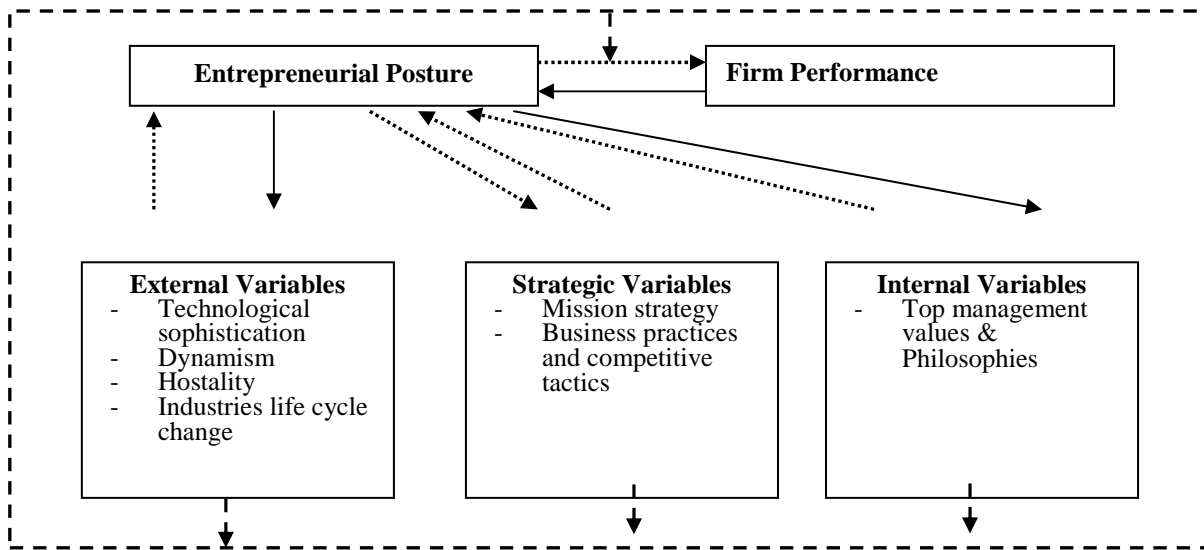 Entrepreneurial Posture
Firm Performance
External Variables
- Technological
sophistication
- Dynamism
- Hostality
- Industries life cycle
change
Strategic Variables
- Mission strategy
- Business practices
and competitive
tactics
Internal Variables
- Top management
values &
Philosophies